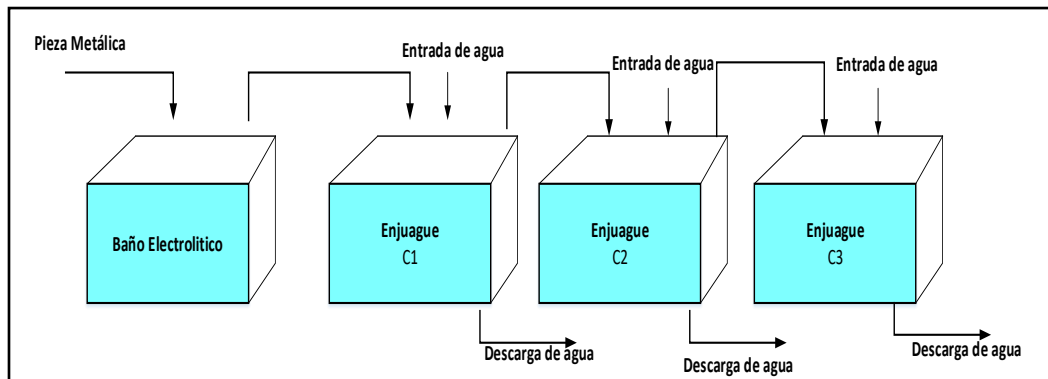 Pieza Metálica
Entrada de agua
Entrada de agua
Entrada de agua
Baño Electrolitico
Enjuague
C1
Enjuague
C2
Enjuague
C3
Descarga de agua
Descarga de agua
Descarga de agua